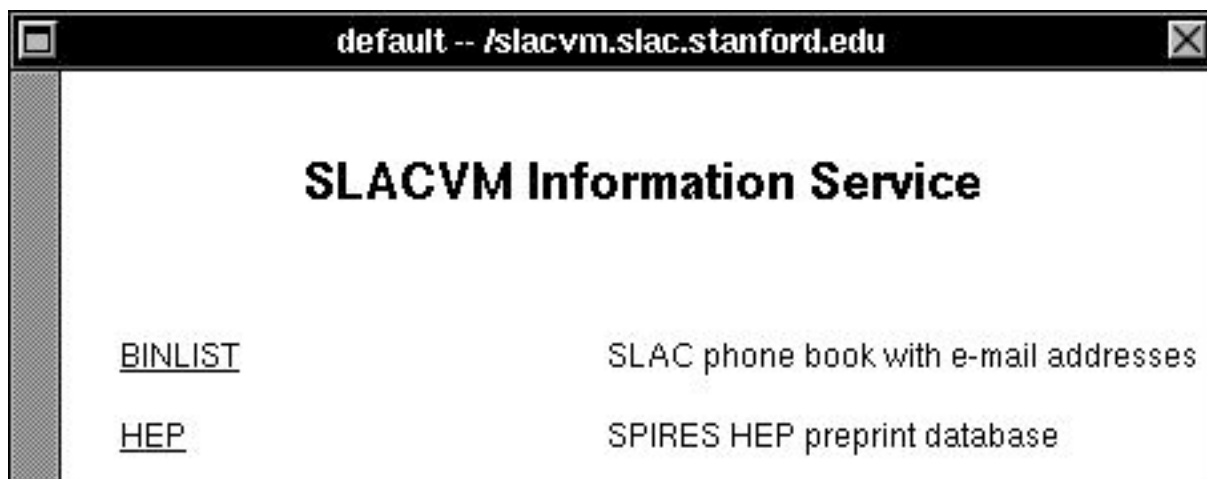 default -- /slacvm.slac.stanford.edu
SLACVM Information Service
BINLIST SLAC phone book with e-mail addresses
HEP SPIRES HEP preprint database